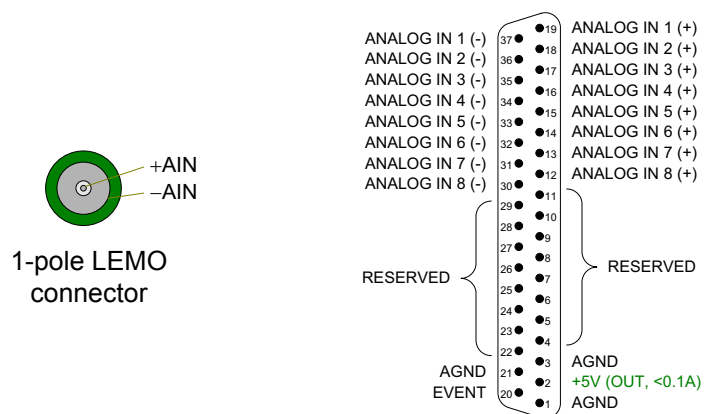 +AIN
−AIN
1-pole LEMO
connector
ANALOG IN 1 (-) 37 19 ANALOG IN 1 (+)
ANALOG IN 2 (-) 36 18 ANALOG IN 2 (+)
ANALOG IN 3 (-) 35 17 ANALOG IN 3 (+)
ANALOG IN 4 (-) 34 16 ANALOG IN 4 (+)
ANALOG IN 5 (-) 33 15 ANALOG IN 5 (+)
ANALOG IN 6 (-) 32 14 ANALOG IN 6 (+)
ANALOG IN 7 (-) 31 13 ANALOG IN 7 (+)
ANALOG IN 8 (-) 30 12 ANALOG IN 8 (+)
29 11
28 10
27 9
26 8
RESERVED 25 7 RESERVED
24 6
23 5
22 4
AGND 21 3 AGND
EVENT 20 2 +5V (OUT, <0.1A)
1 AGND